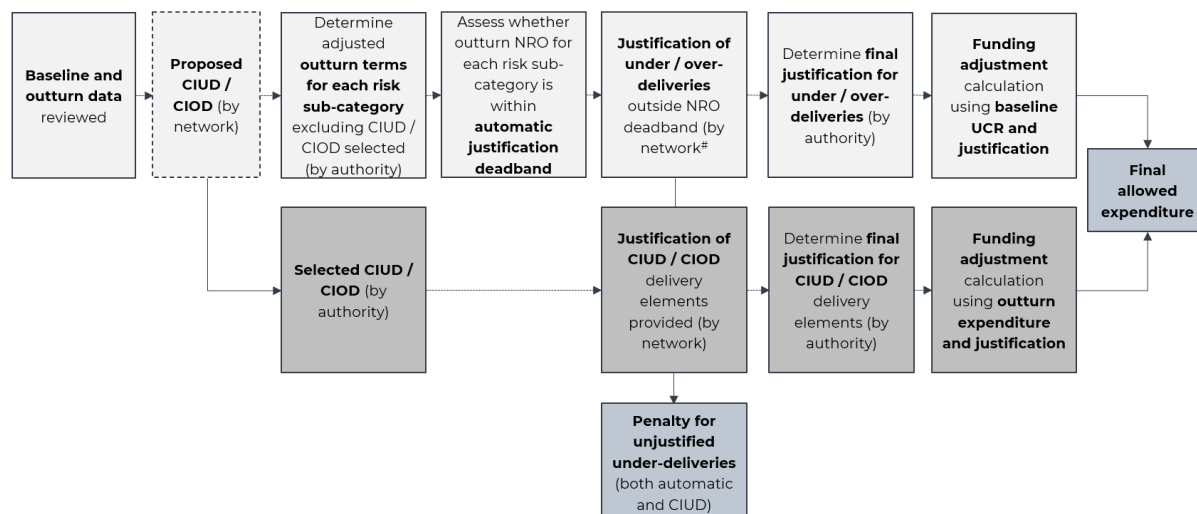 Baseline and
outturn data
reviewed
Proposed
CIUD /
CIOD (by
network)
Determine
adjusted
outturn terms
for each risk
sub-category
excluding CIUD /
CIOD selected
(by authority)
Assess whether
outturn NRO for
each risk sub-
category is
within
automatic
justification
deadband
Justification of
under / over-
deliveries
outside NRO
deadband (by
network#
Determine final
justification for
under / over-
deliveries (by
authority)
Funding
adjustment
calculation
using baseline
UCR and
justification
Final
allowed
expenditure
Selected CIUD /
CIOD (by
authority)
Justification of
CIUD / CIOD
delivery
elements
provided (by
network)
Determine final
justification for
CIUD / CIOD
delivery
elements (by
authority)
Funding
adjustment
calculation
using outturn
expenditure
and justification
Penalty for
unjustified
under-deliveries
(both automatic
and CIUD)